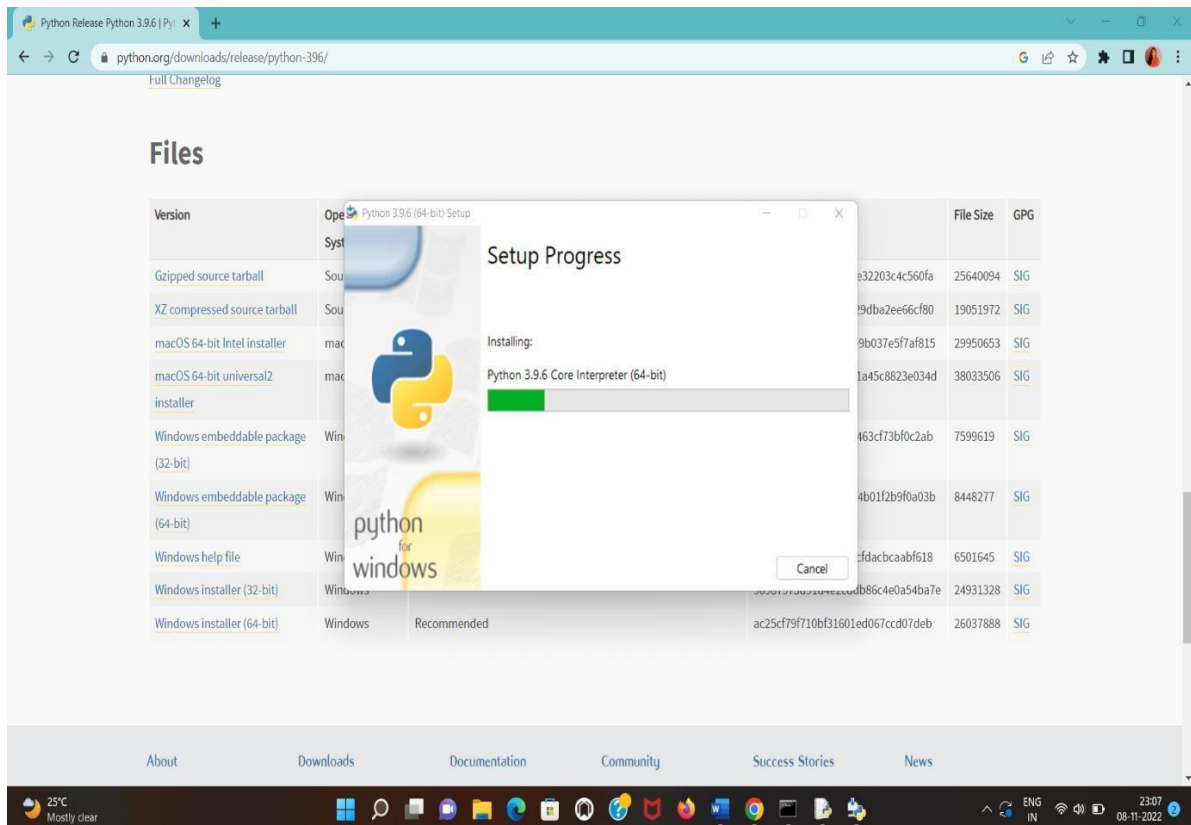 Python Release Python 3.9.6 | Pyt
python.org/downloads/release/python-396/
Full Changelog
Files
Version
Ope
Syst
File Size
GPG
Gzipped source tarball
Sou
e32203c4c560fa
25640094
SIG
XZ compressed source tarball
Sou
29dba2ee66cf80
19051972
SIG
macOS 64-bit Intel installer
mac
9b037e5f7af815
29950653
SIG
macOS 64-bit universal2
installer
mac
1a45c8823e034d
38033506
SIG
Windows embeddable package
(32-bit)
Win
463cf73bf0c2ab
7599619
SIG
Windows embeddable package
(64-bit)
Win
4b01f2b9f0a03b
8448277
SIG
Windows help file
Win
cfdacbcaabf618
6501645
SIG
Windows installer (32-bit)
Windows
24931328
SIG
Windows installer (64-bit)
Windows
Recommended
ac25cf79f710bf31601ed067ccd07deb
26037888
SIG
Python 3.9.6 (64-bit) Setup
Setup Progress
Installing:
Python 3.9.6 Core Interpreter (64-bit)
python
for
windows
Cancel
About
Downloads
Documentation
Community
Success Stories
News
25°C
Mostly clear
ENG
IN
23:07
08-11-2022
2